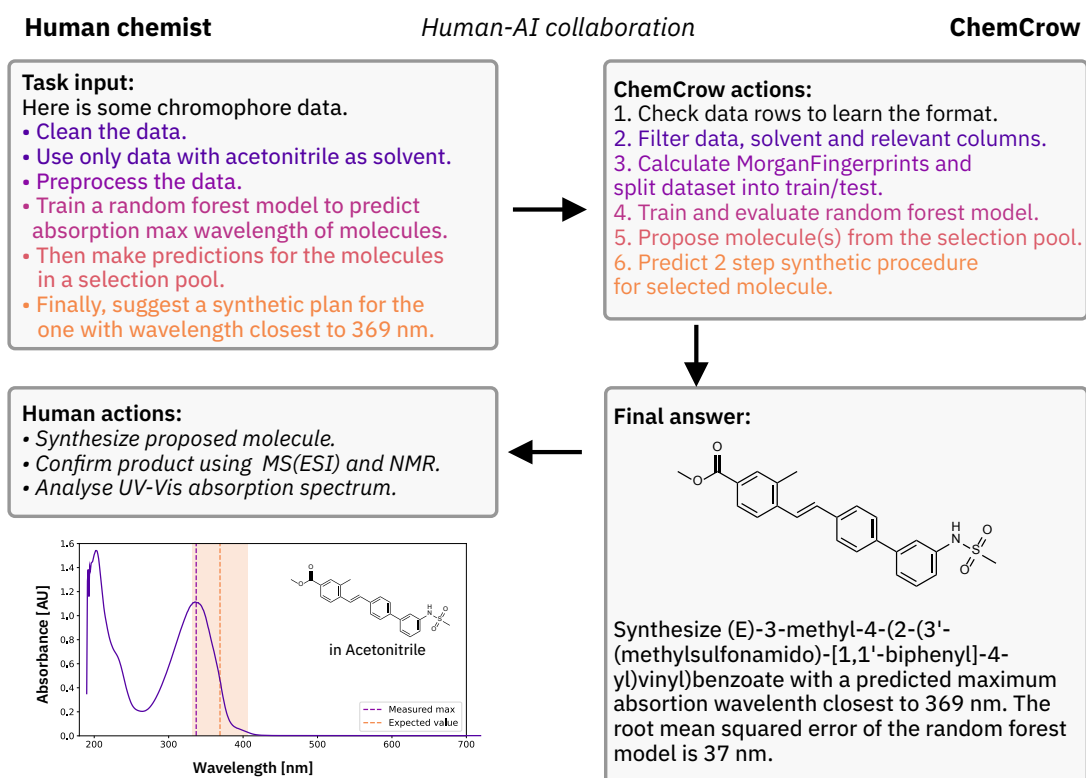 Human chemist
Human-AI collaboration
ChemCrow
Task input:
Here is some chromophore data.
• Clean the data.
• Use only data with acetonitrile as solvent.
• Preprocess the data.
• Train a random forest model to predict
absorption max wavelength of molecules.
• Then make predictions for the molecules
in a selection pool.
• Finally, suggest a synthetic plan for the
one with wavelength closest to 369 nm.
ChemCrow actions:
1. Check data rows to learn the format.
2. Filter data, solvent and relevant columns.
3. Calculate MorganFingerprints and
split dataset into train/test.
4. Train and evaluate random forest model.
5. Propose molecule(s) from the selection pool.
6. Predict 2 step synthetic procedure
for selected molecule.
Human actions:
• Synthesize proposed molecule.
• Confirm product using MS(ESI) and NMR.
• Analyse UV-Vis absorption spectrum.
Absorbance [AU]
1.6
1.4
1.2
1.0
0.8
0.6
0.4
0.2
0.0
200
300
400
500
600
700
Wavelength [nm]
O
O
H
N
O
S
O
in Acetonitrile
Measured max
Expected value
Final answer:
O
O
H
N
O
S
O
Synthesize (E)-3-methyl-4-(2-(3'-
(methylsulfonamido)-[1,1'-biphenyl]-4-
yl)vinyl)benzoate with a predicted maximum
absortion wavelenth closest to 369 nm. The
root mean squared error of the random forest
model is 37 nm.